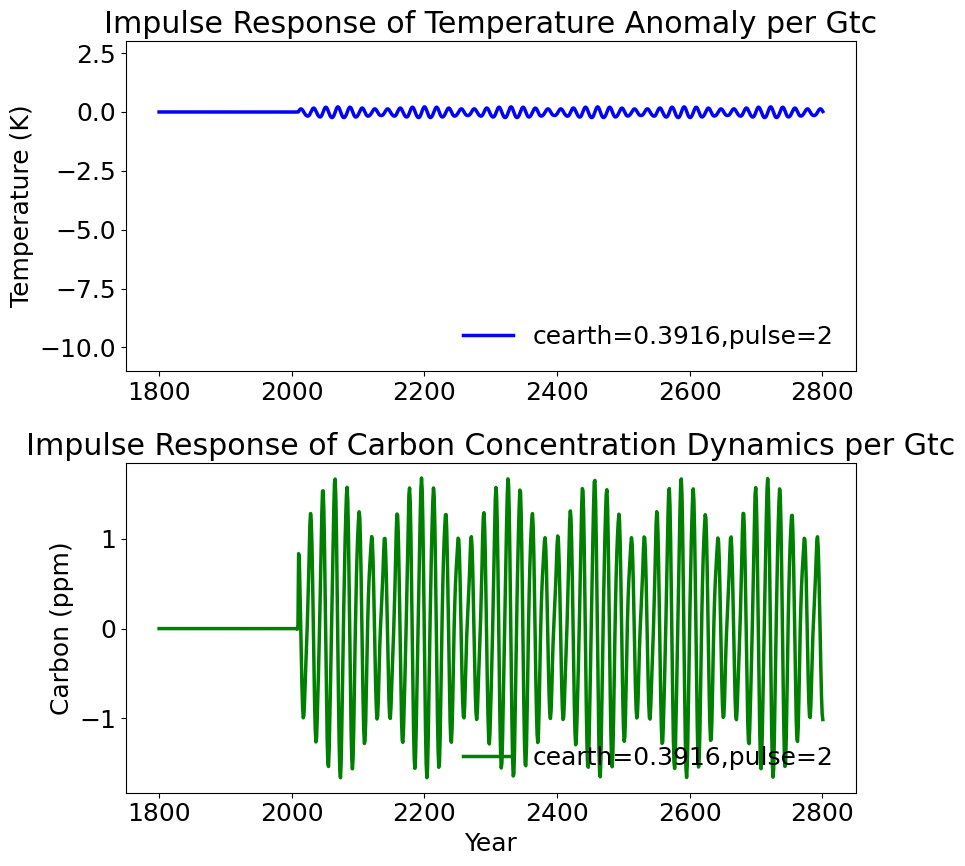 Impulse Response of Temperature Anomaly per Gtc
Temperature (K)
2.5
0.0
−2.5
−5.0
−7.5
−10.0
cearth=0.3916,pulse=2
1800 2000 2200 2400 2600 2800
Impulse Response of Carbon Concentration Dynamics per Gtc
Carbon (ppm)
1
0
−1
cearth=0.3916,pulse=2
1800 2000 2200 2400 2600 2800
Year